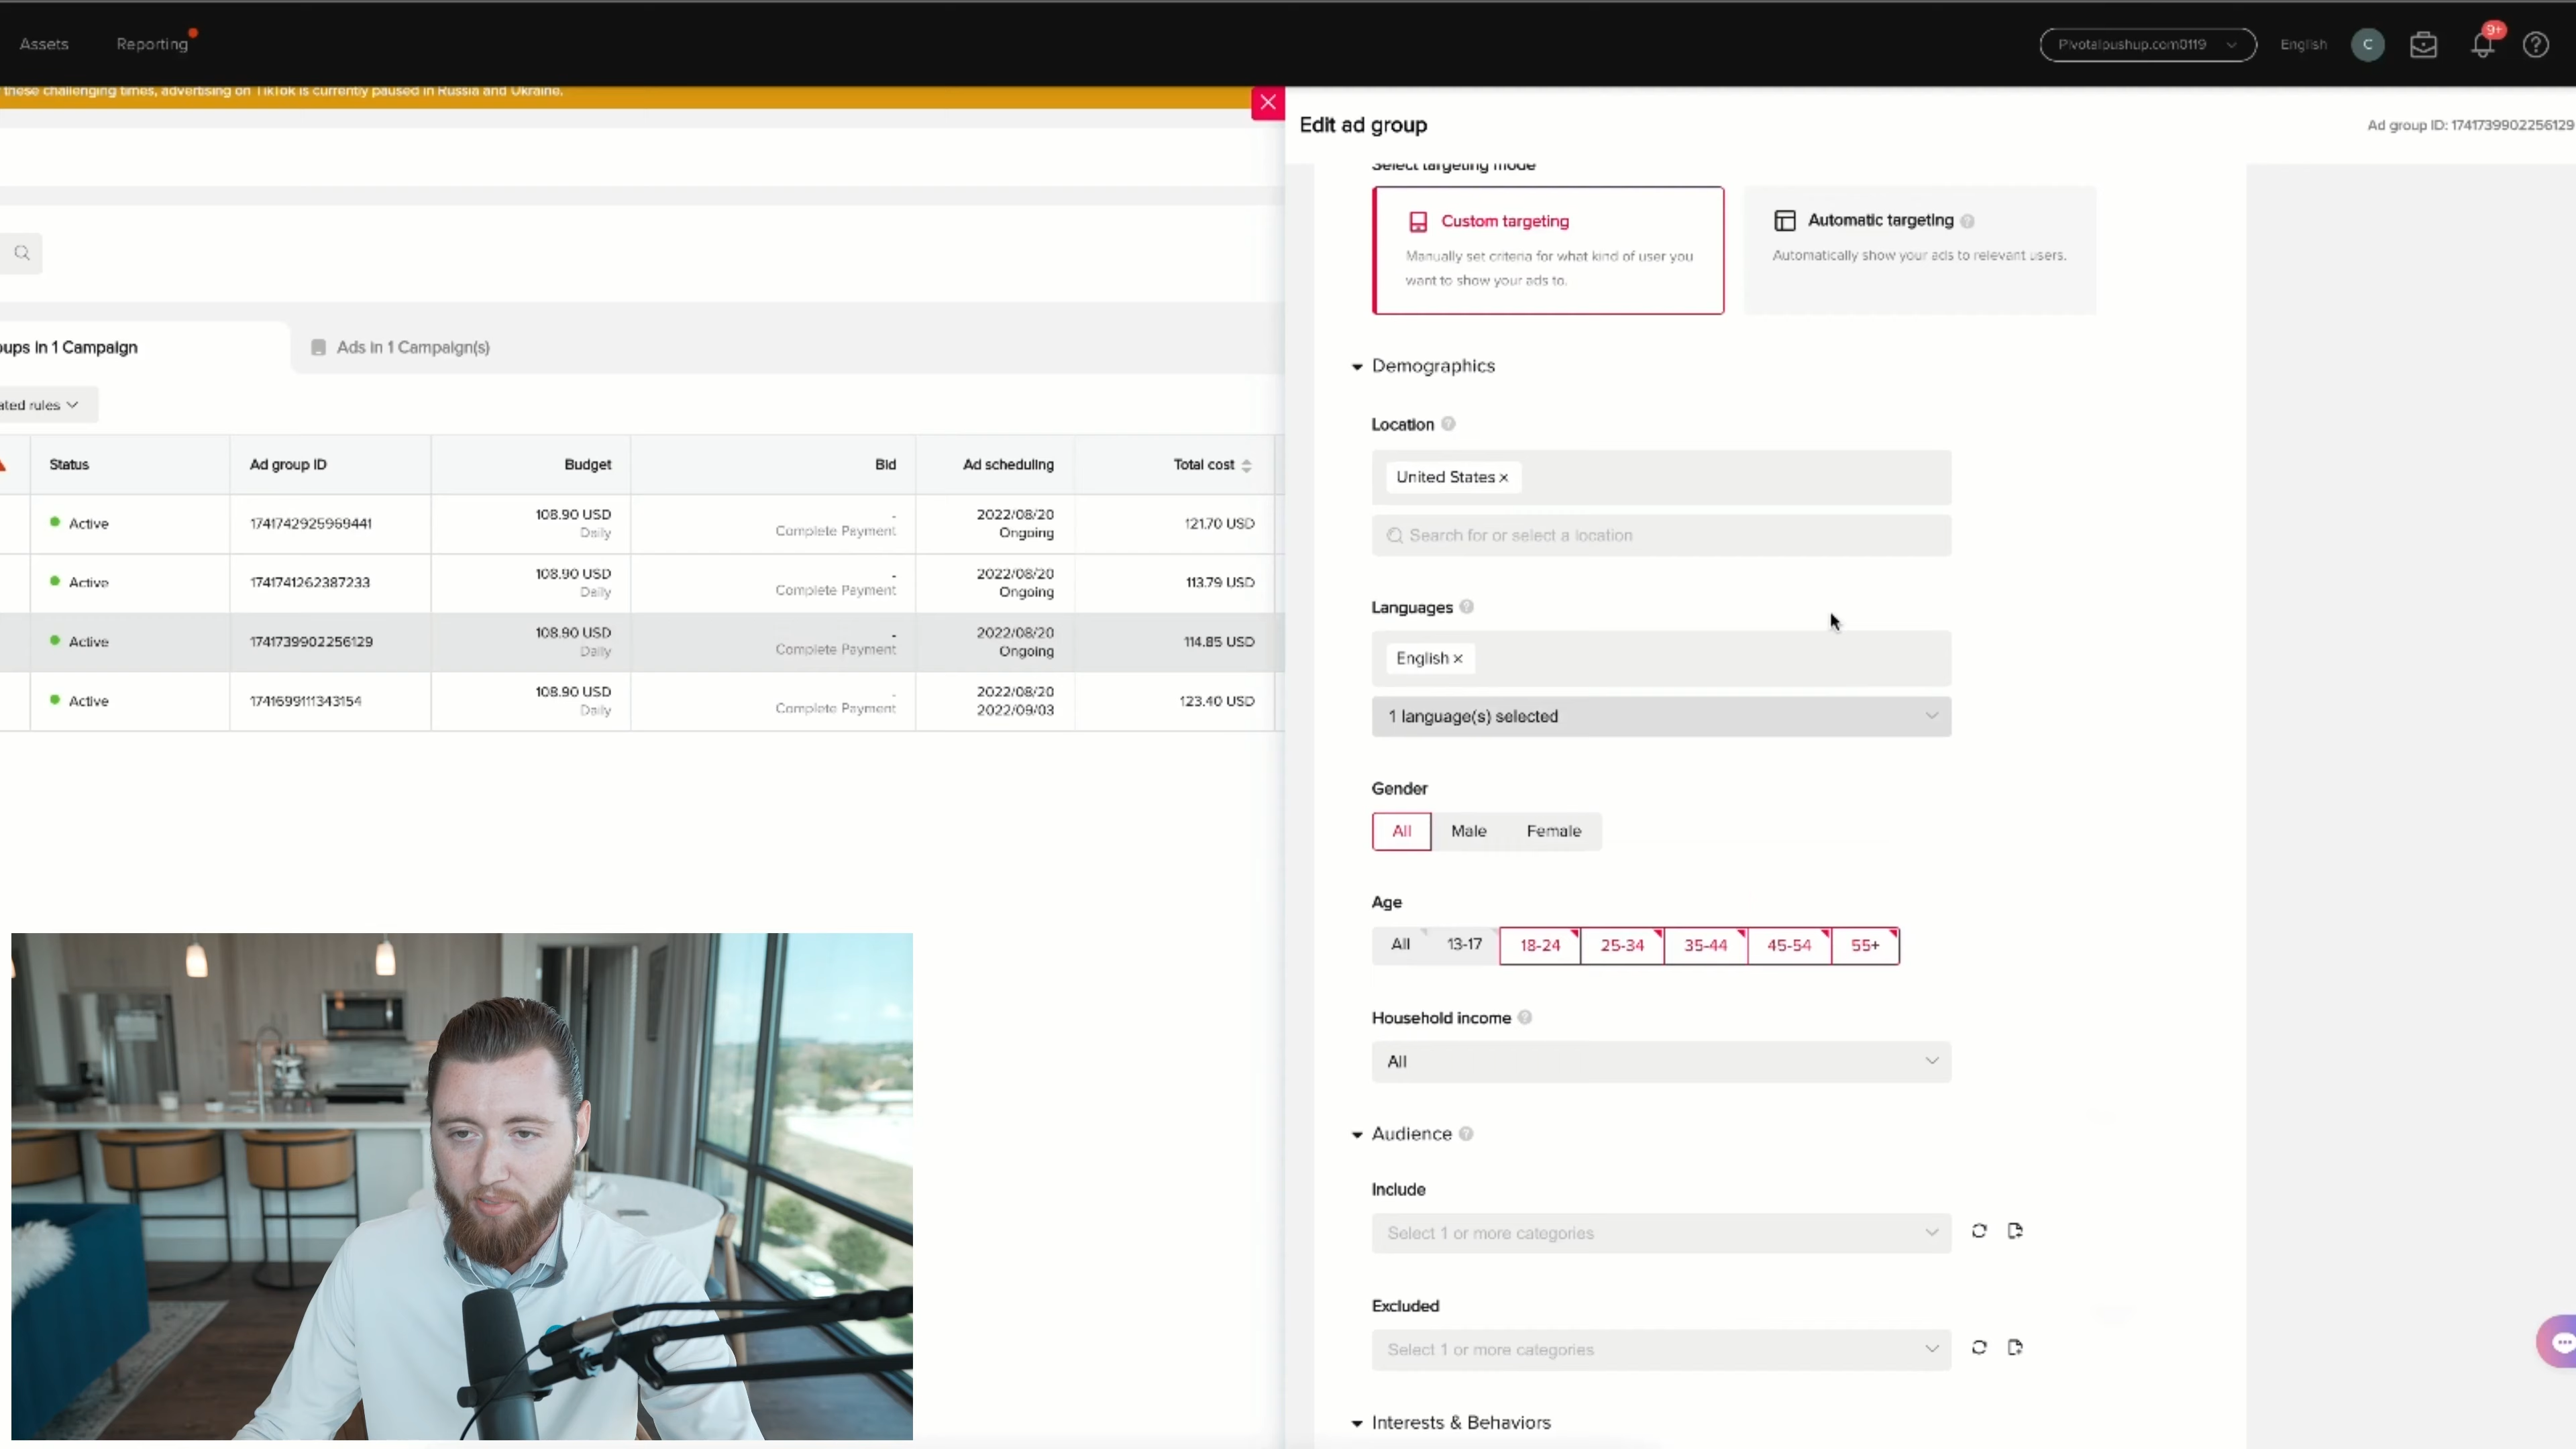 Assets Reporting Pivotalpushup.com0119 English C 9+
these challenging times, advertising on TikTok is currently paused in Russia and Ukraine.
Edit ad group
Ad group ID: 1741739902256129
Select targeting mode
Custom targeting
Manually set criteria for what kind of user you
want to show your ads to.
Automatic targeting
Automatically show your ads to relevant users.
oups in 1 Campaign
Ads in 1 Campaign(s)
ated rules
Status Ad group ID Budget Bid Ad scheduling Total cost
Active 1741742925969441 108.90 USD - 2022/08/20 121.70 USD
Daily Complete Payment Ongoing
Active 1741741262387233 108.90 USD - 2022/08/20 113.79 USD
Daily Complete Payment Ongoing
Active 1741739902256129 108.90 USD - 2022/08/20 114.85 USD
Daily Complete Payment Ongoing
Active 1741699111343154 108.90 USD - 2022/08/20 123.40 USD
Daily Complete Payment 2022/09/03
Demographics
Location
United States
Search for or select a location
Languages
English
1 language(s) selected
Gender
All Male Female
Age
All 13-17 18-24 25-34 35-44 45-54 55+
Household income
All
Audience
Include
Select 1 or more categories
Excluded
Select 1 or more categories
Interests & Behaviors